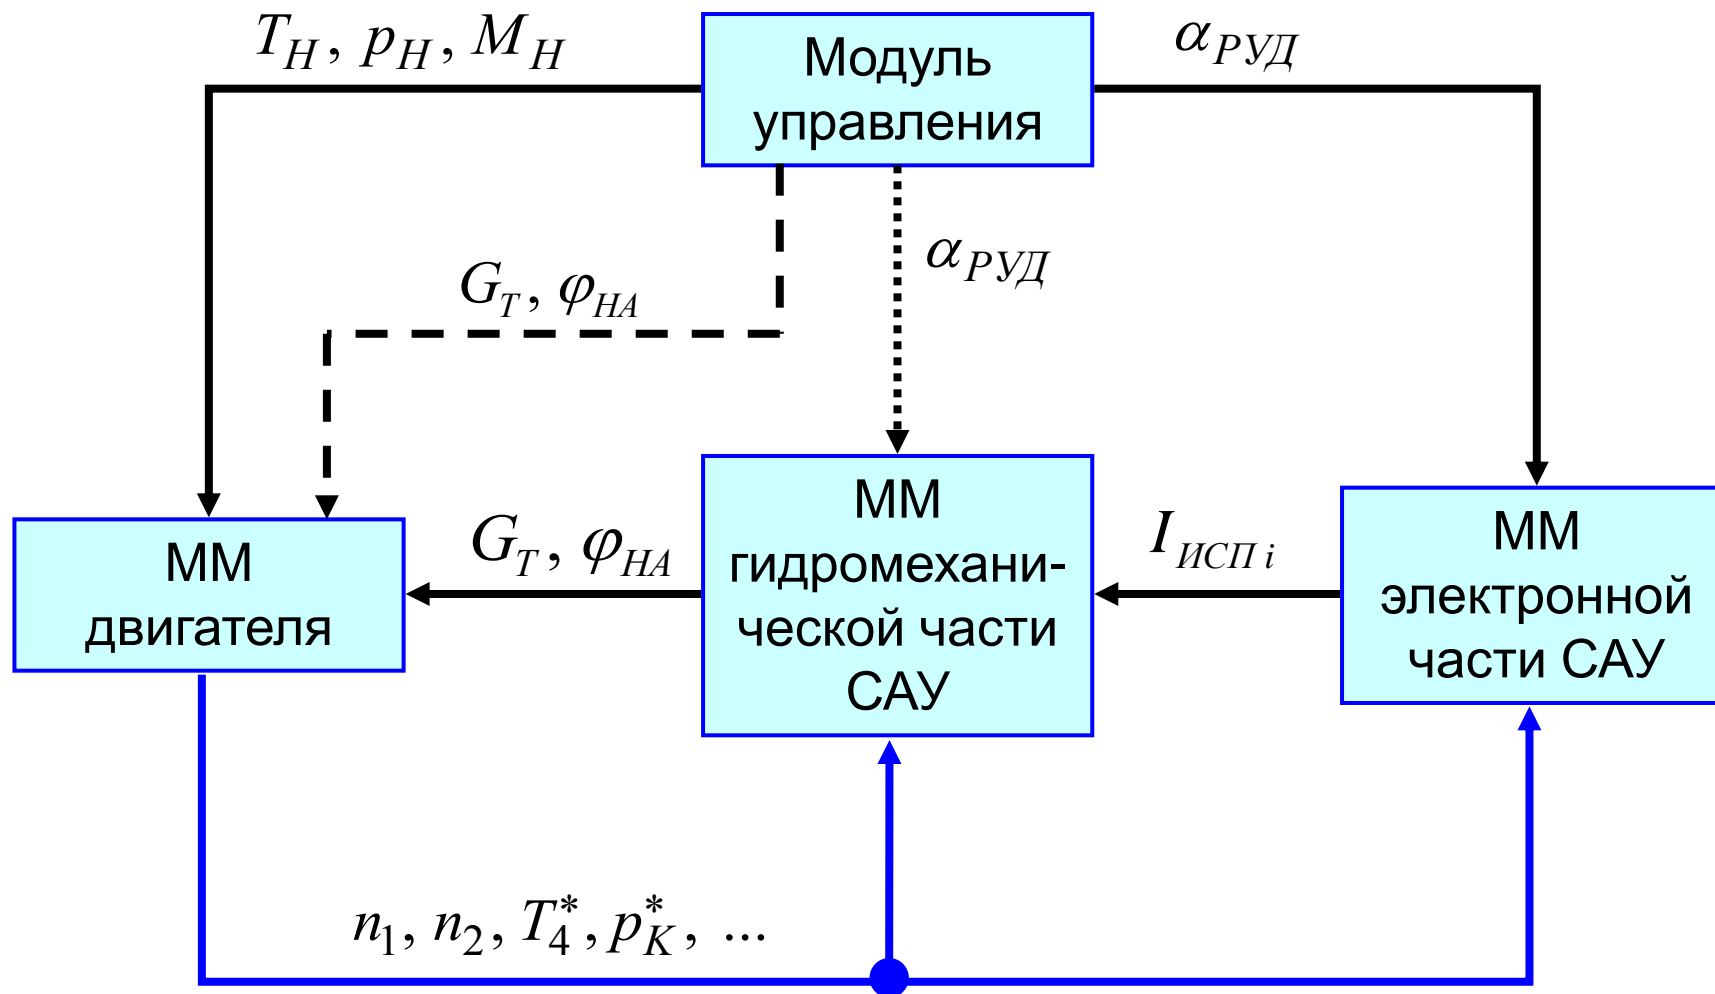 T_H, p_H, M_H
Модуль
управления
α_РУД
G_T, φ_НА
α_РУД
ММ
двигателя
G_T, φ_НА
ММ
гидромехани-
ческой части
САУ
I_ИСП i
ММ
электронной
части САУ
n_1, n_2, T_4^*, p_K^*, ...